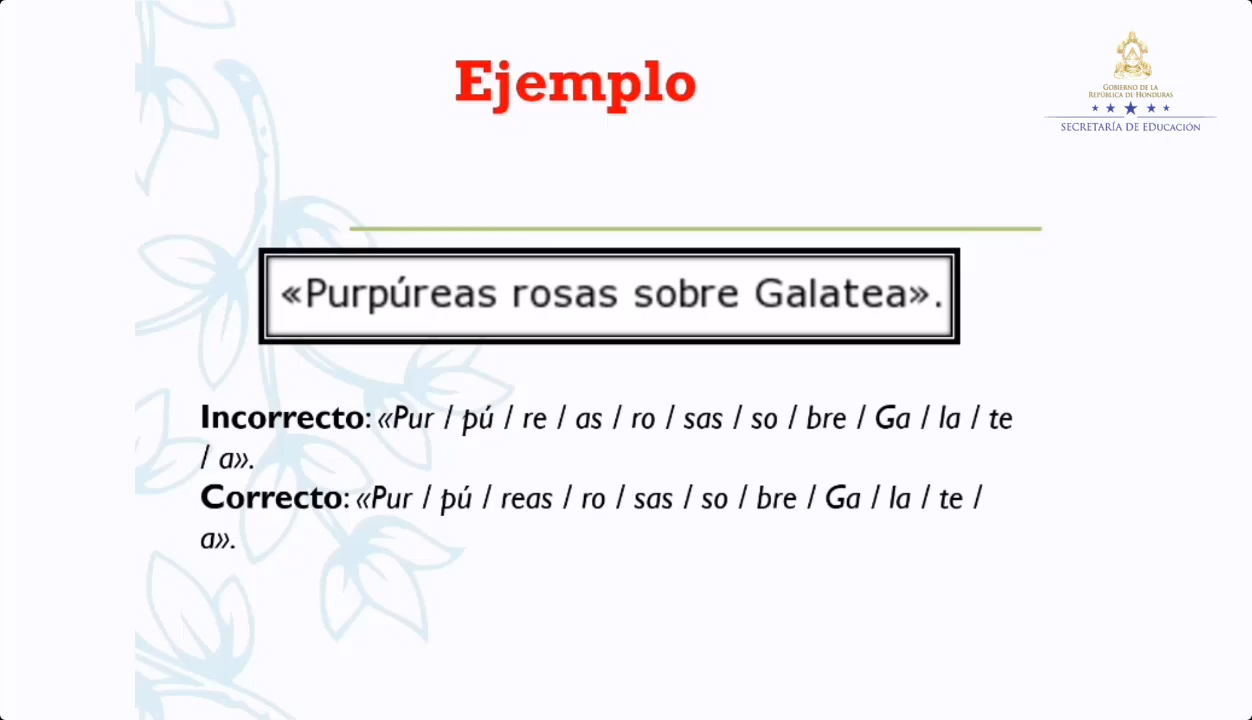 Ejemplo
GOBIERNO DE LA
REPÚBLICA DE HONDURAS
SECRETARÍA DE EDUCACIÓN
«Purpúreas rosas sobre Galatea».
Incorrecto: «Pur / pú / re / as / ro / sas / so / bre / Ga / la / te
/ a».
Correcto: «Pur / pú / reas / ro / sas / so / bre / Ga / la / te /
a».